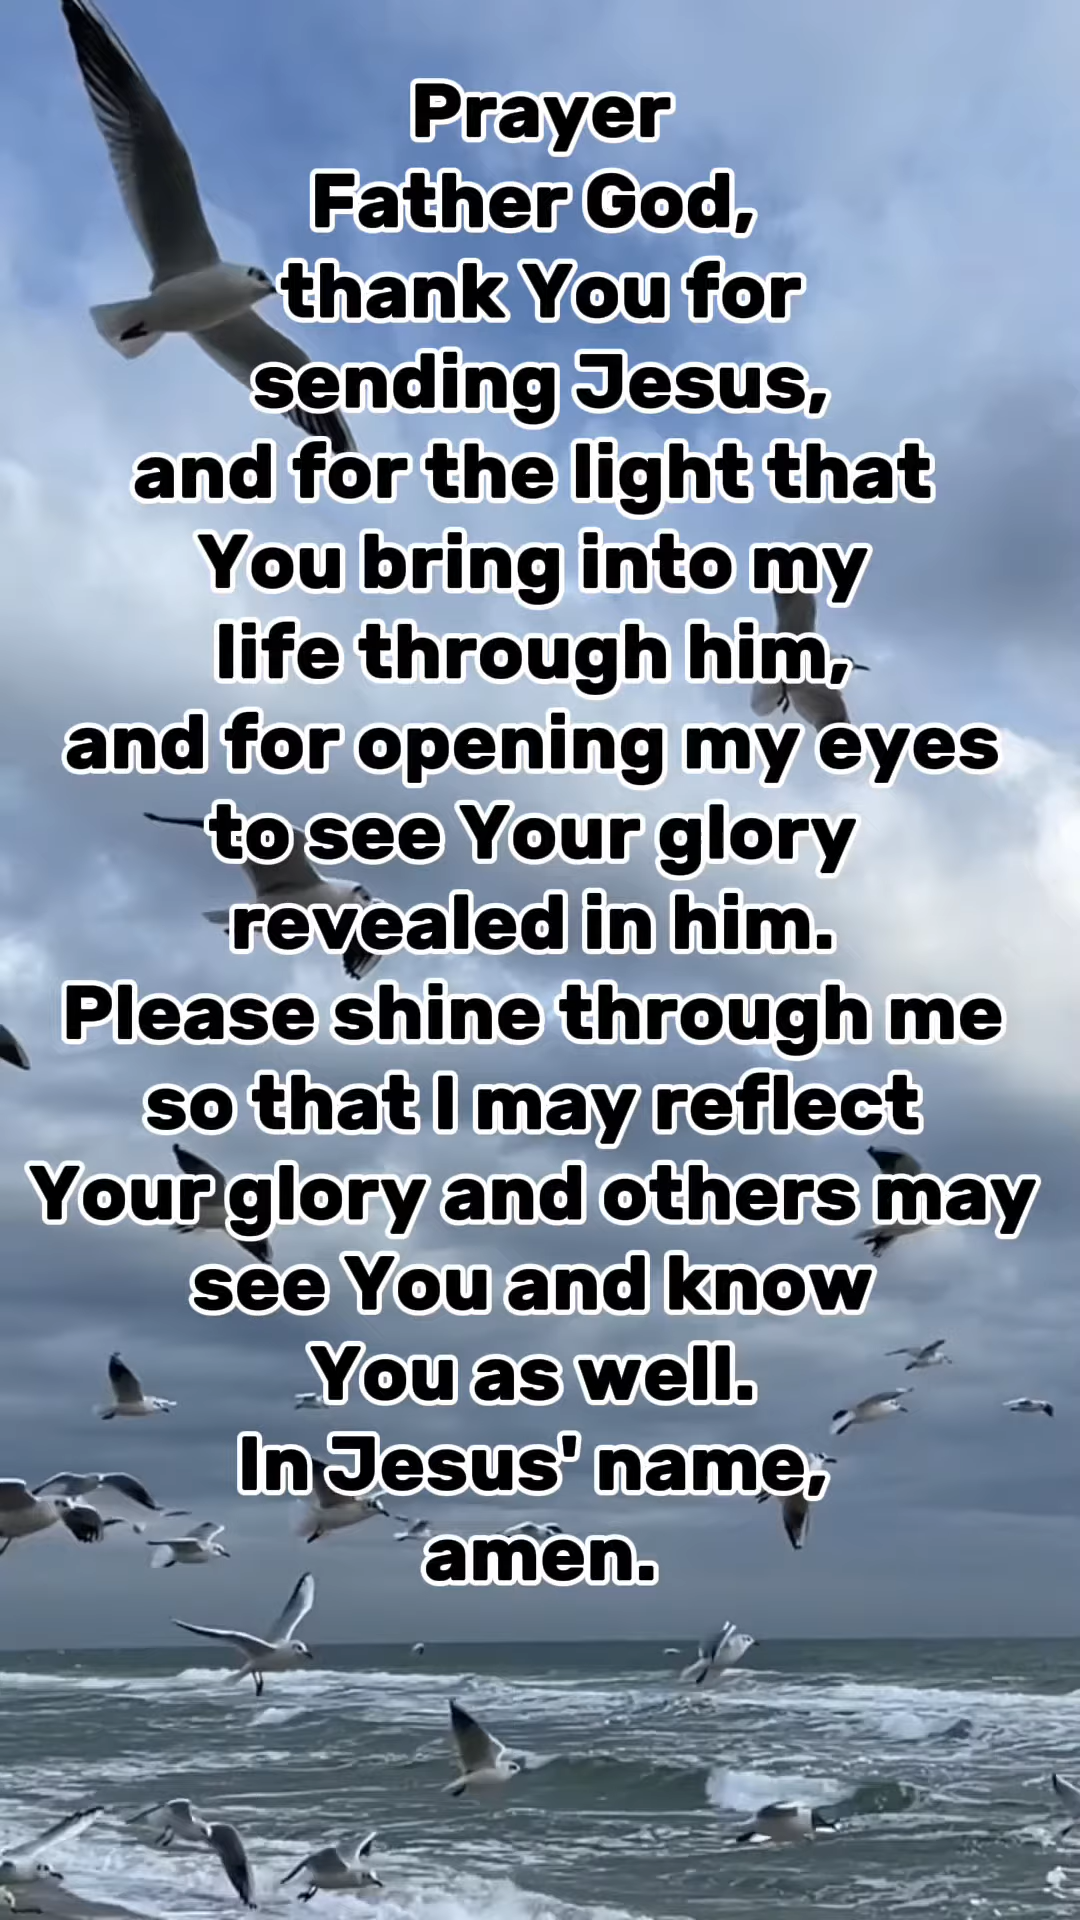 Prayer
Father God,
thank You for
sending Jesus,
and for the light that
You bring into my
life through him,
and for opening my eyes
to see Your glory
revealed in him.
Please shine through me
so that I may reflect
Your glory and others may
see You and know
You as well.
In Jesus' name,
amen.